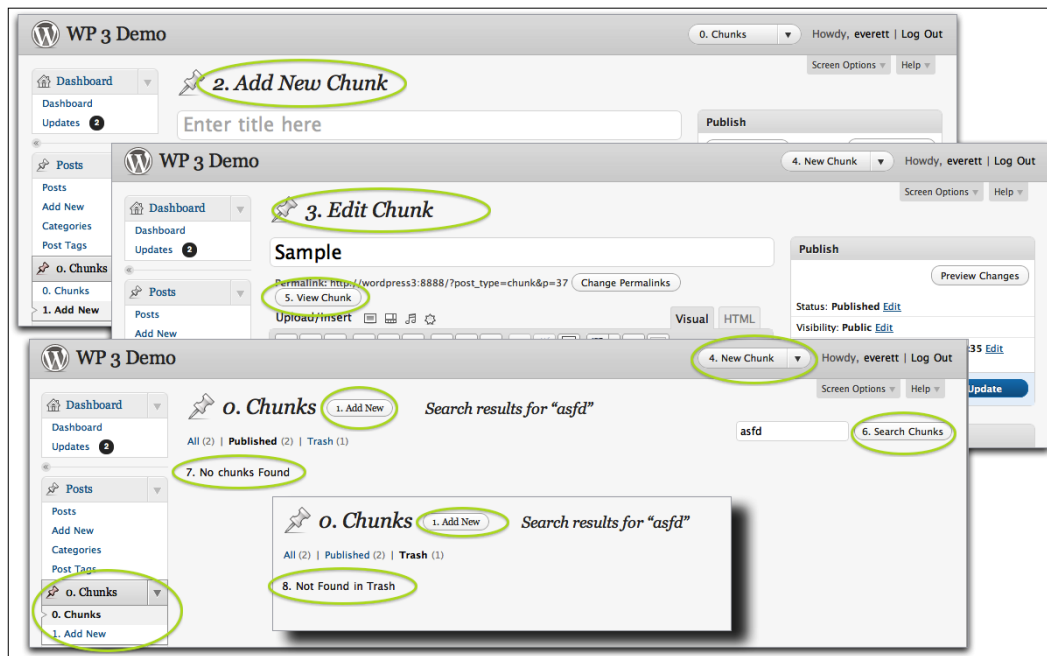 WP 3 Demo
0. Chunks
Howdy, everett | Log Out
Screen Options
Help
Dashboard
Dashboard
Updates 2
2. Add New Chunk
Enter title here
Publish
Posts
Posts
Add New
Categories
Post Tags
0. Chunks
0. Chunks
1. Add New
WP 3 Demo
4. New Chunk
Howdy, everett | Log Out
Screen Options
Help
Dashboard
Dashboard
Updates 2
Posts
Posts
Add New
3. Edit Chunk
Sample
Permalink: http://wordpress3:8888/?post_type=chunk&p=37 Change Permalinks
5. View Chunk
Upload/Insert
Visual HTML
Publish
Preview Changes
Status: Published Edit
Visibility: Public Edit
:35 Edit
Update
WP 3 Demo
4. New Chunk
Howdy, everett | Log Out
Screen Options
Help
Dashboard
Dashboard
Updates 2
Posts
Posts
Add New
Categories
Post Tags
0. Chunks
0. Chunks
1. Add New
0. Chunks 1. Add New Search results for “asfd”
All (2) | Published (2) | Trash (1)
asfd
6. Search Chunks
7. No chunks Found
0. Chunks 1. Add New Search results for “asfd”
All (2) | Published (2) | Trash (1)
8. Not Found in Trash